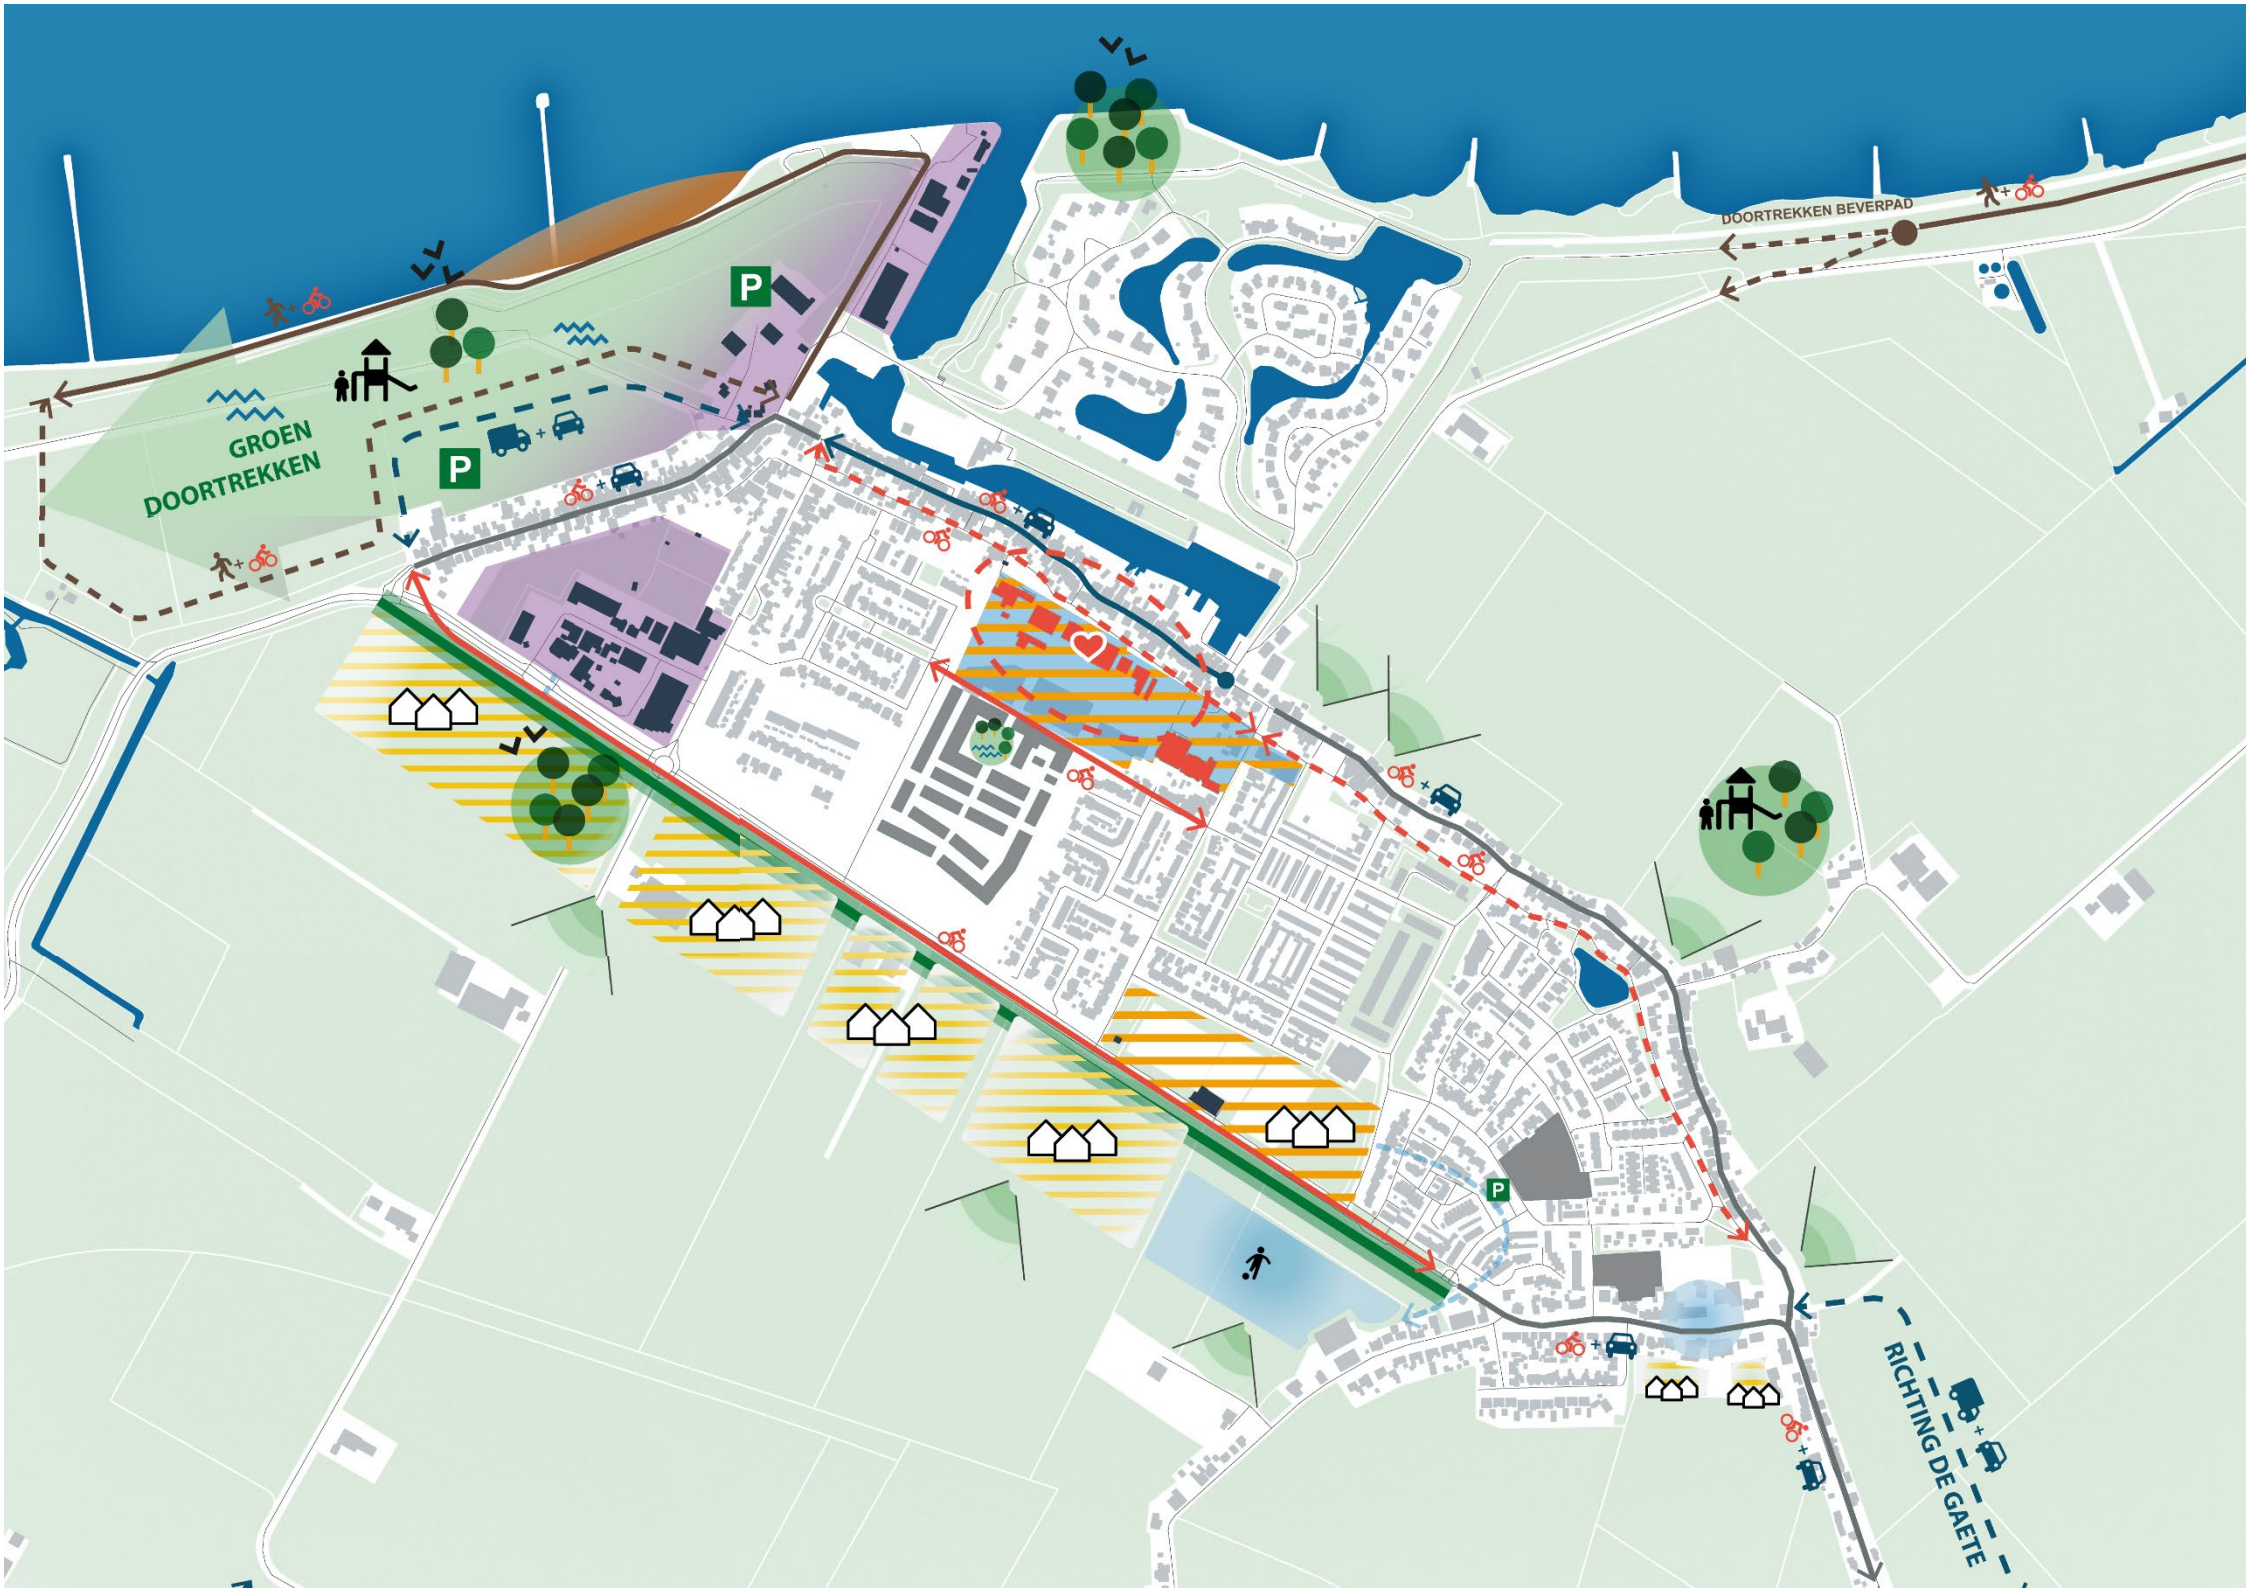 DOORTREKKEN BEVERPAD
P
GROEN
DOORTREKKEN
P
P
RICHTING DE GAETE